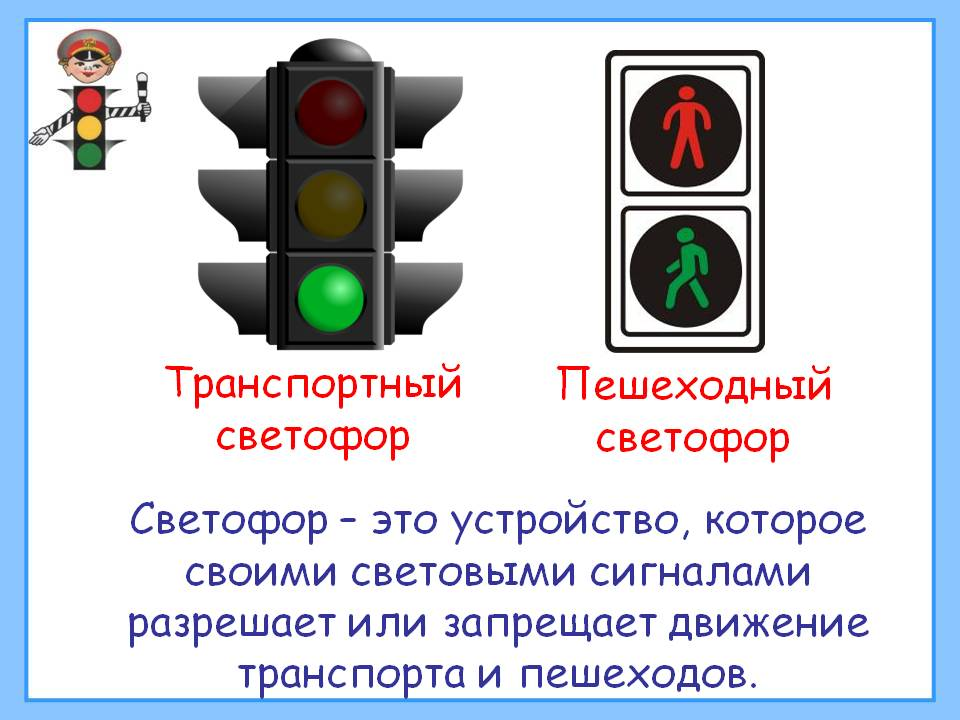 Транспортный
светофор
Пешеходный
светофор
Светофор – это устройство, которое
своими световыми сигналами
разрешает или запрещает движение
транспорта и пешеходов.